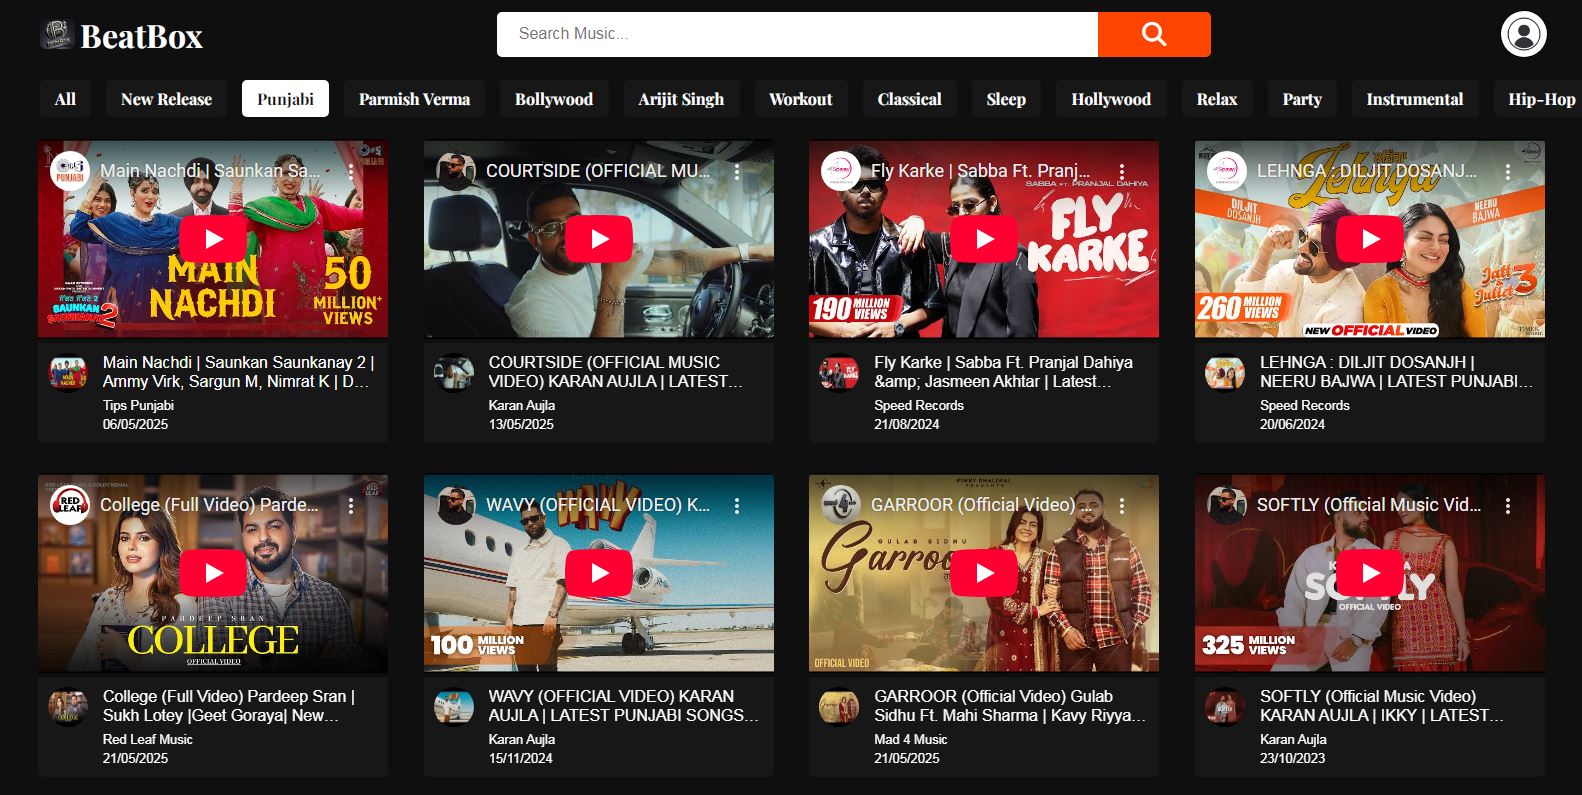 BeatBox
Search Music...
All
New Release
Punjabi
Parmish Verma
Bollywood
Arijit Singh
Workout
Classical
Sleep
Hollywood
Relax
Party
Instrumental
Hip-Hop
Main Nachdi | Saunkan Sa...
PUNJABI
MAIN
NACHDI
50
MILLION+
VIEWS
ਸੌਂਕਣ ਸੌਂਕਣੇ 2
SAUNKAN
SAUNKANAY 2
Main Nachdi | Saunkan Saunkanay 2 |
Ammy Virk, Sargun M, Nimrat K | D...
Tips Punjabi
06/05/2025
COURTSIDE (OFFICIAL MU...
COURTSIDE (OFFICIAL MUSIC
VIDEO) KARAN AUJLA | LATEST...
Karan Aujla
13/05/2025
Fly Karke | Sabba Ft. Pranj...
SABBA FT. PRANJAL DAHIYA
FLY
KARKE
190 MILLION
VIEWS
Fly Karke | Sabba Ft. Pranjal Dahiya
&amp; Jasmeen Akhtar | Latest...
Speed Records
21/08/2024
LEHNGA : DILJIT DOSANJ...
Lehnga
DILJIT
DOSANJH
NEERU
BAJWA
Jatt &
Juliet 3
260 MILLION
VIEWS
NEW OFFICIAL VIDEO
TIMES
LEHNGA : DILJIT DOSANJH |
NEERU BAJWA | LATEST PUNJABI...
Speed Records
20/06/2024
College (Full Video) Parde...
RED
LEAF
RED
LEAF
PARDEEP SRAN
COLLEGE
OFFICIAL VIDEO
College (Full Video) Pardeep Sran |
Sukh Lotey |Geet Goraya| New...
Red Leaf Music
21/05/2025
WAVY (OFFICIAL VIDEO) K...
WAVY
100 MILLION
VIEWS
WAVY (OFFICIAL VIDEO) KARAN
AUJLA | LATEST PUNJABI SONGS...
Karan Aujla
15/11/2024
PINKY DHALIWAL
PRESENTS
GARROOR (Official Video) ...
GULAB SIDHU
Garroor
OFFICIAL VIDEO
GARROOR (Official Video) Gulab
Sidhu Ft. Mahi Sharma | Kavy Riyya...
Mad 4 Music
21/05/2025
SOFTLY (Official Music Vid...
SOFTLY
OFFICIAL VIDEO
325 MILLION
VIEWS
SOFTLY (Official Music Video)
KARAN AUJLA | IKKY | LATEST...
Karan Aujla
23/10/2023